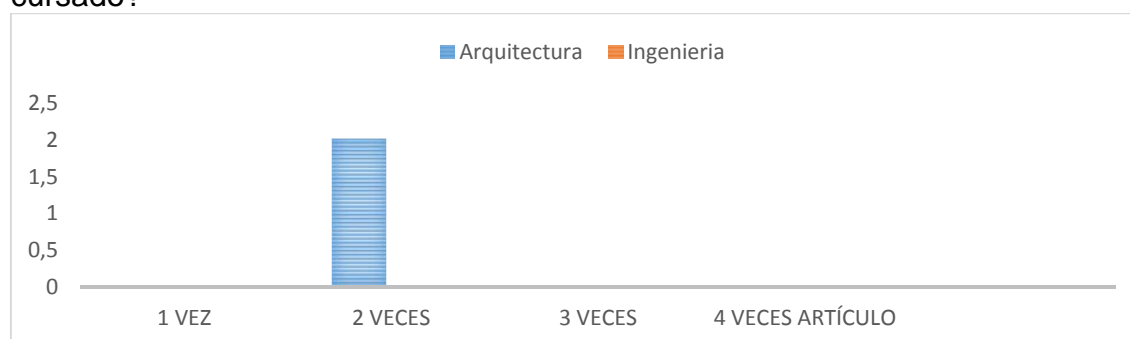 cursado?
Arquitectura Ingenieria
2,5
2
1,5
1
0,5
0
1 VEZ 2 VECES 3 VECES 4 VECES ARTÍCULO